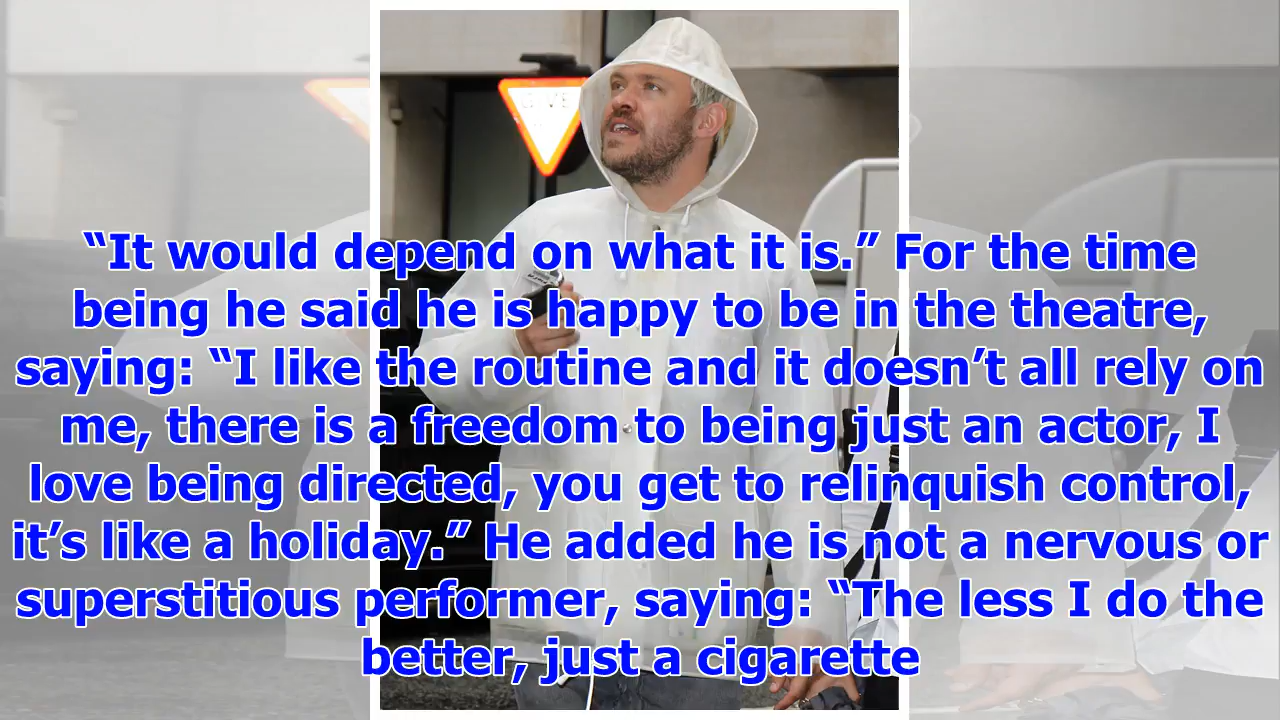 “It would depend on what it is.” For the time
being he said he is happy to be in the theatre,
saying: “I like the routine and it doesn’t all rely on
me, there is a freedom to being just an actor, I
love being directed, you get to relinquish control,
it’s like a holiday.” He added he is not a nervous or
superstitious performer, saying: “The less I do the
better, just a cigarette